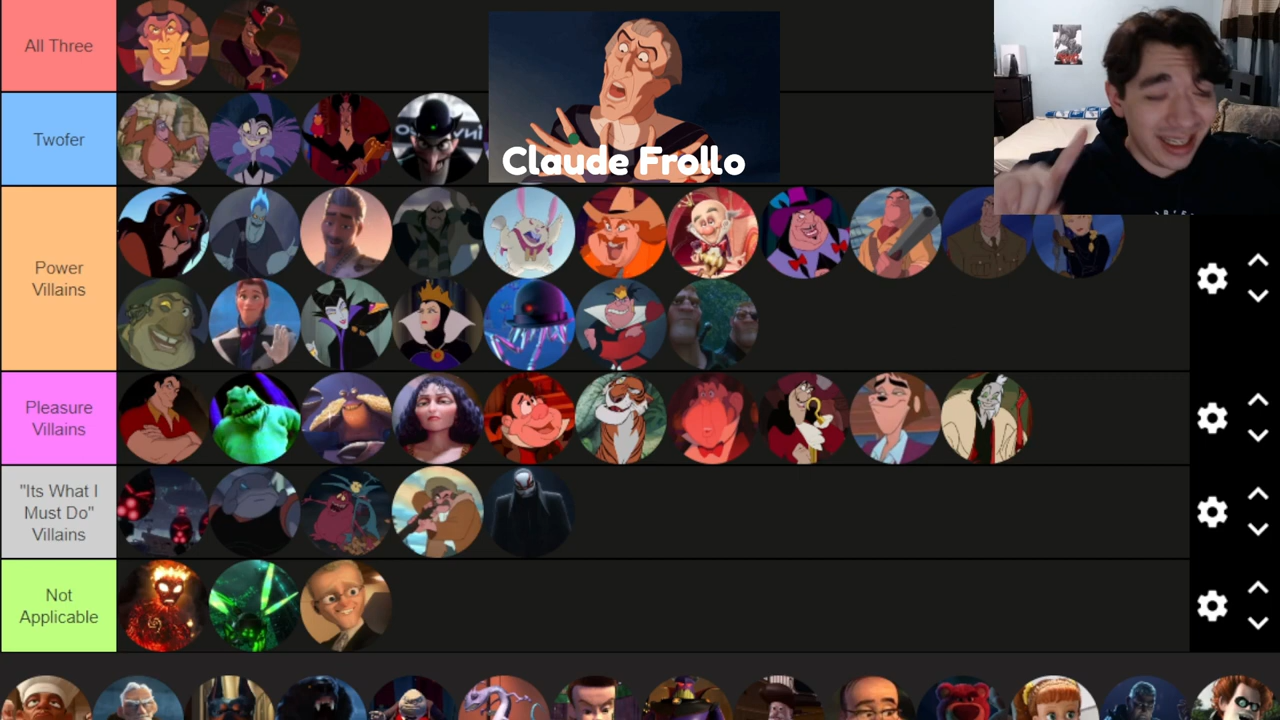 All Three
Twofer
Claude Frollo
Power
Villains
Pleasure
Villains
"Its What I
Must Do"
Villains
Not
Applicable